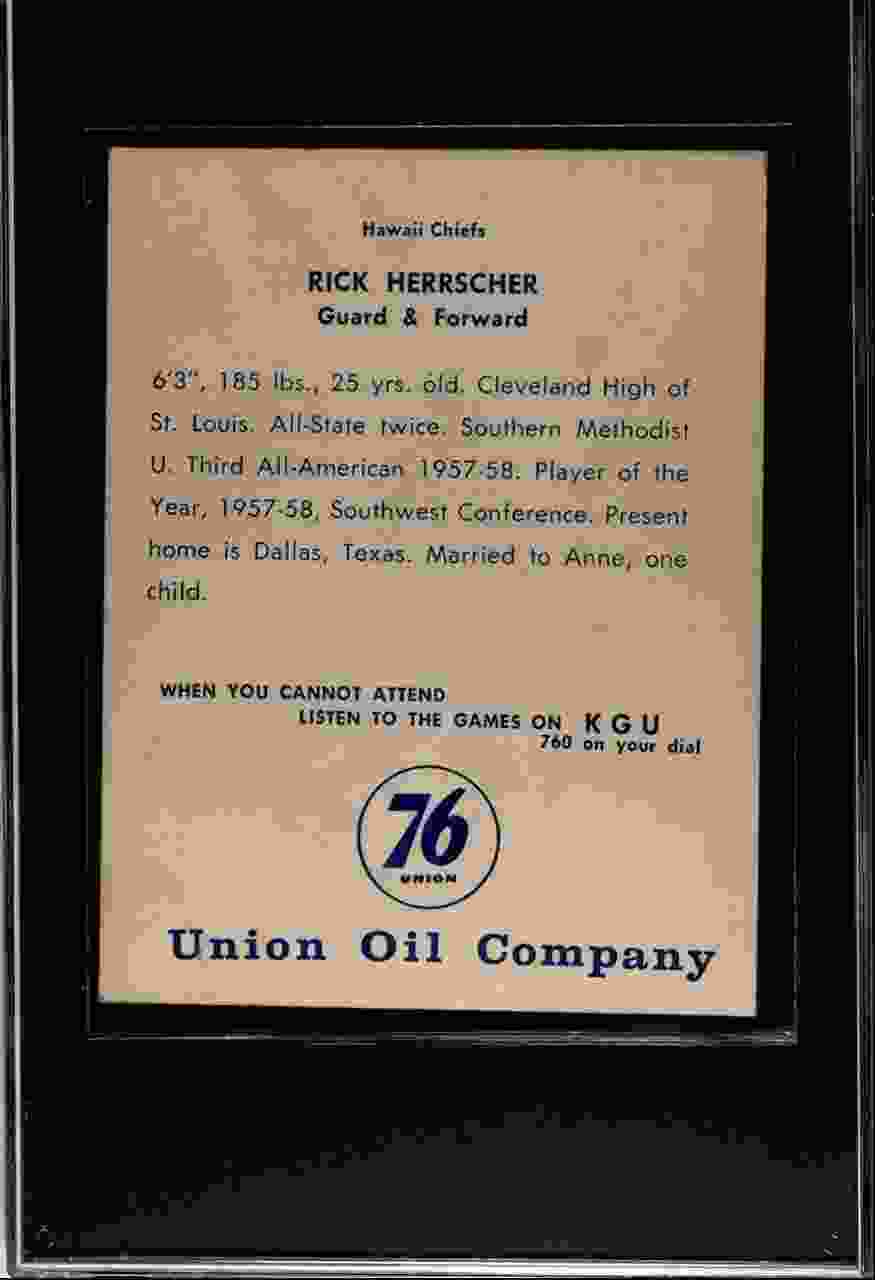 Hawaii Chiefs
RICK HERRSCHER
Guard & Forward
6'3", 185 lbs., 25 yrs. old. Cleveland High of
St. Louis. All-State twice. Southern Methodist
U. Third All-American 1957-58. Player of the
Year, 1957-58, Southwest Conference. Present
home is Dallas, Texas. Married to Anne, one
child.
WHEN YOU CANNOT ATTEND
LISTEN TO THE GAMES ON KGU
760 on your dial
76
UNION
Union Oil Company